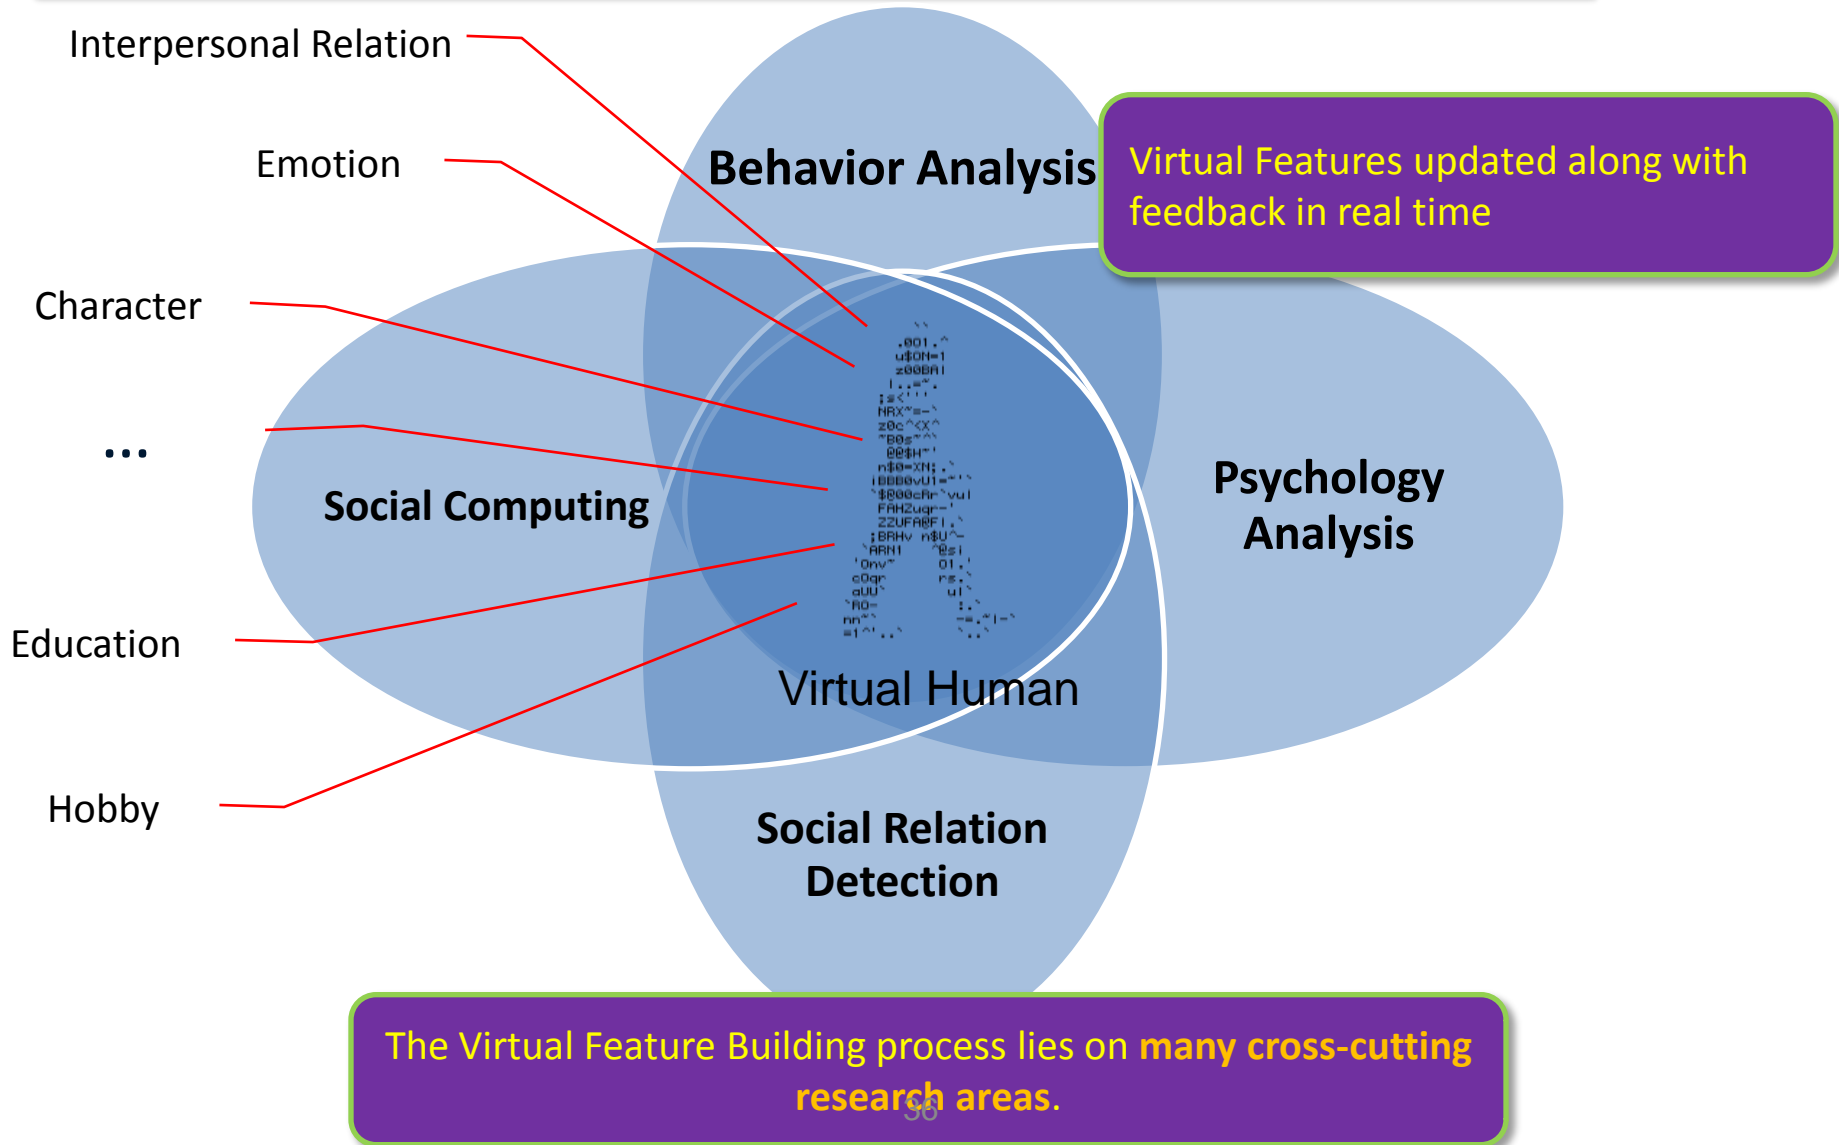 Interpersonal Relation
Emotion
Behavior Analysis
Virtual Features updated along with
feedback in real time
Character
...
Social Computing
Psychology
Analysis
Education
Virtual Human
Hobby
Social Relation
Detection
The Virtual Feature Building process lies on many cross-cutting
research areas.
36